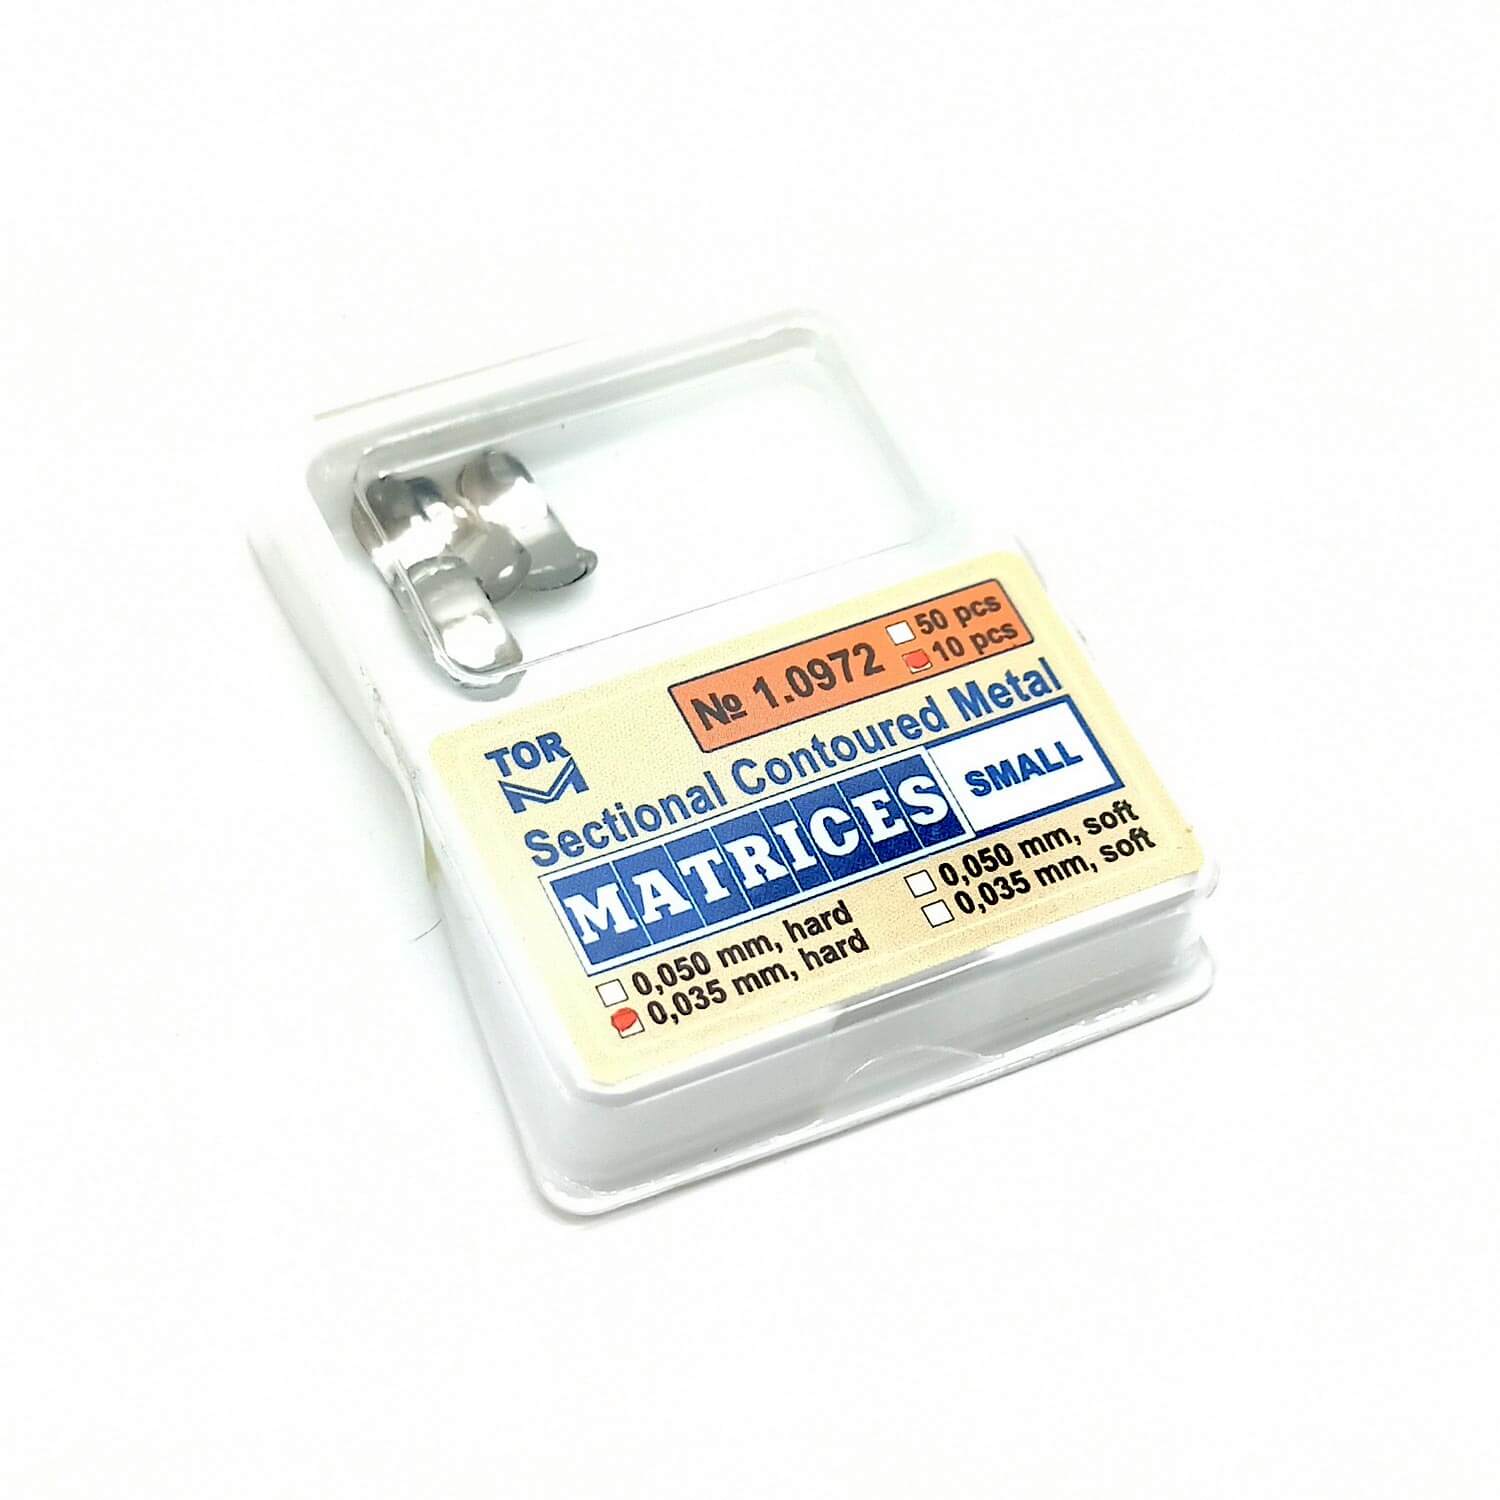 № 1.0972
50 pcs
10 pcs
TOR
Sectional Contoured Metal
MATRICES
SMALL
0,050 mm, hard
0,035 mm, hard
0,050 mm, soft
0,035 mm, soft